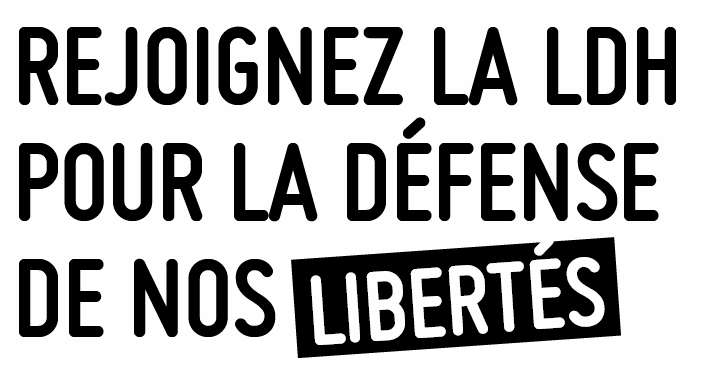 REJOIGNEZ LA LDH
POUR LA DÉFENSE
DE NOS LIBERTÉS